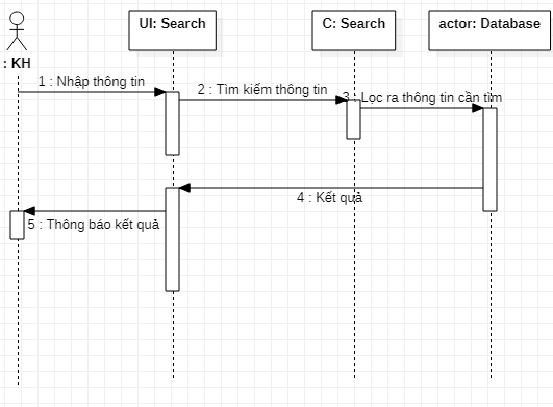 UI: Search
C: Search
actor: Database
: KH
1 : Nhập thông tin
2 : Tìm kiếm thông tin
3 : Lọc ra thông tin cần tìm
4 : Kết quả
5 : Thông báo kết quả